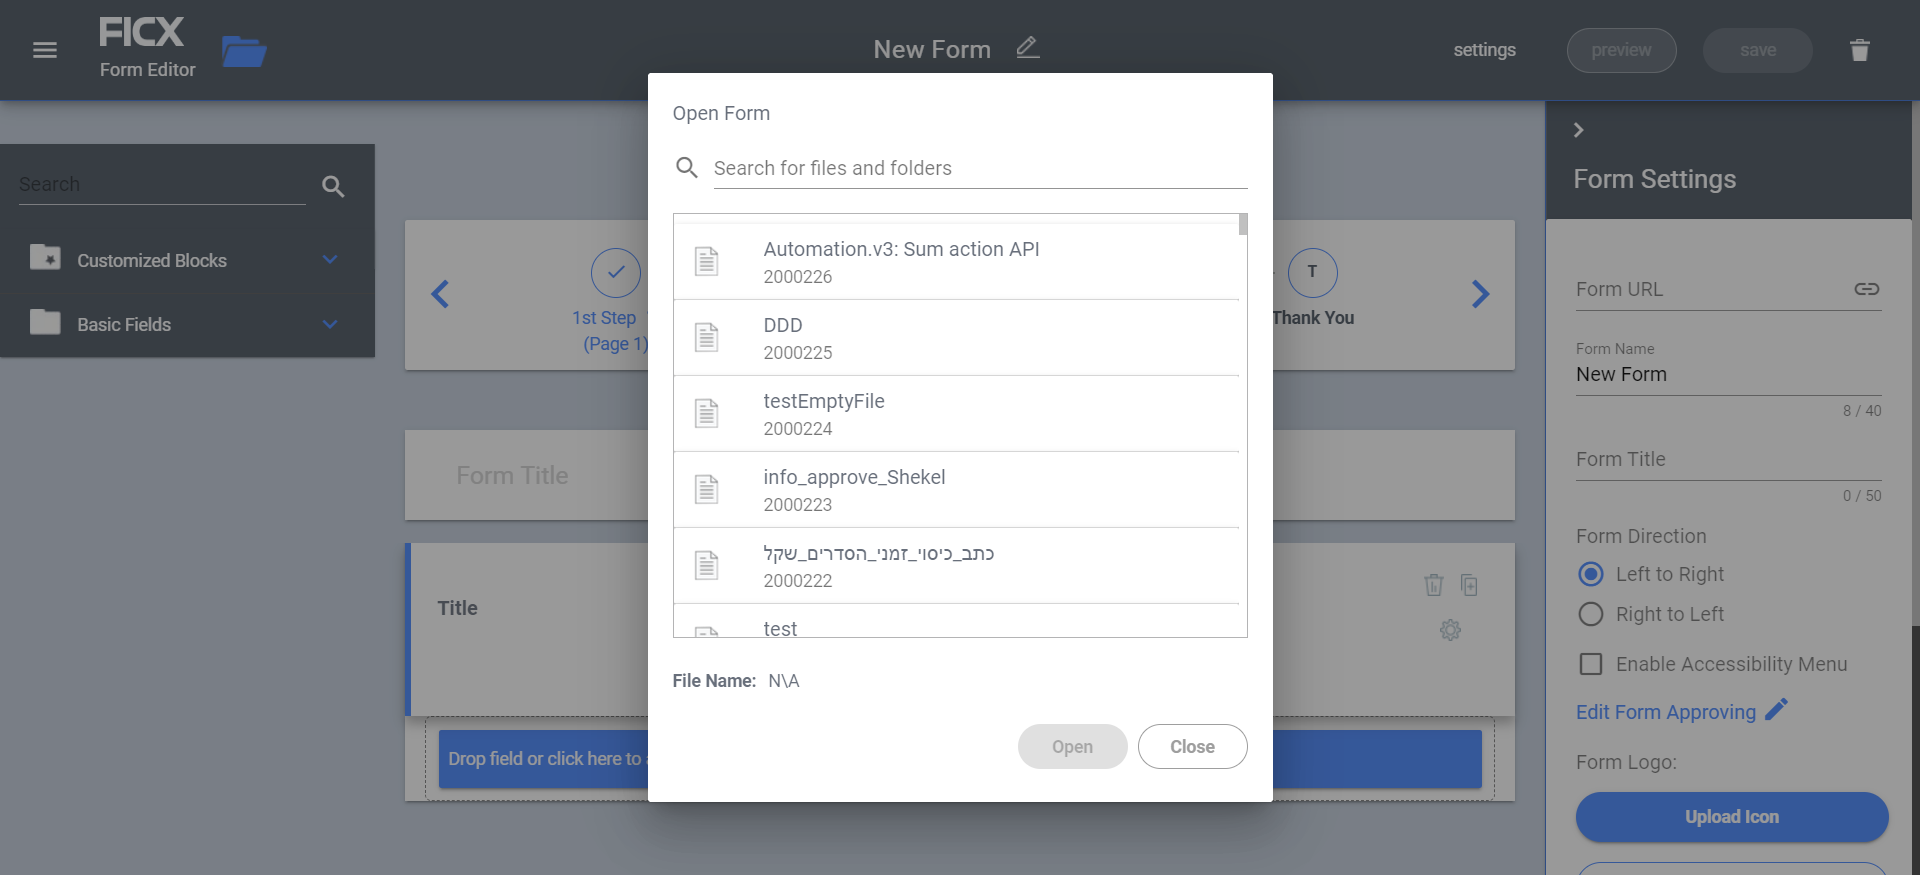 FICX
Form Editor
New Form
settings
preview
save
Search
Customized Blocks
Basic Fields
1st Step
(Page 1)
T
Thank You
Form Title
Title
Drop field or click here to
Open Form
Search for files and folders
Automation.v3: Sum action API
2000226
DDD
2000225
testEmptyFile
2000224
info_approve_Shekel
2000223
כתב_כיסוי_זמני_הסדרים_שקל
2000222
test
File Name: N\A
Open
Close
Form Settings
Form URL
Form Name
New Form
8 / 40
Form Title
0 / 50
Form Direction
Left to Right
Right to Left
Enable Accessibility Menu
Edit Form Approving
Form Logo:
Upload Icon